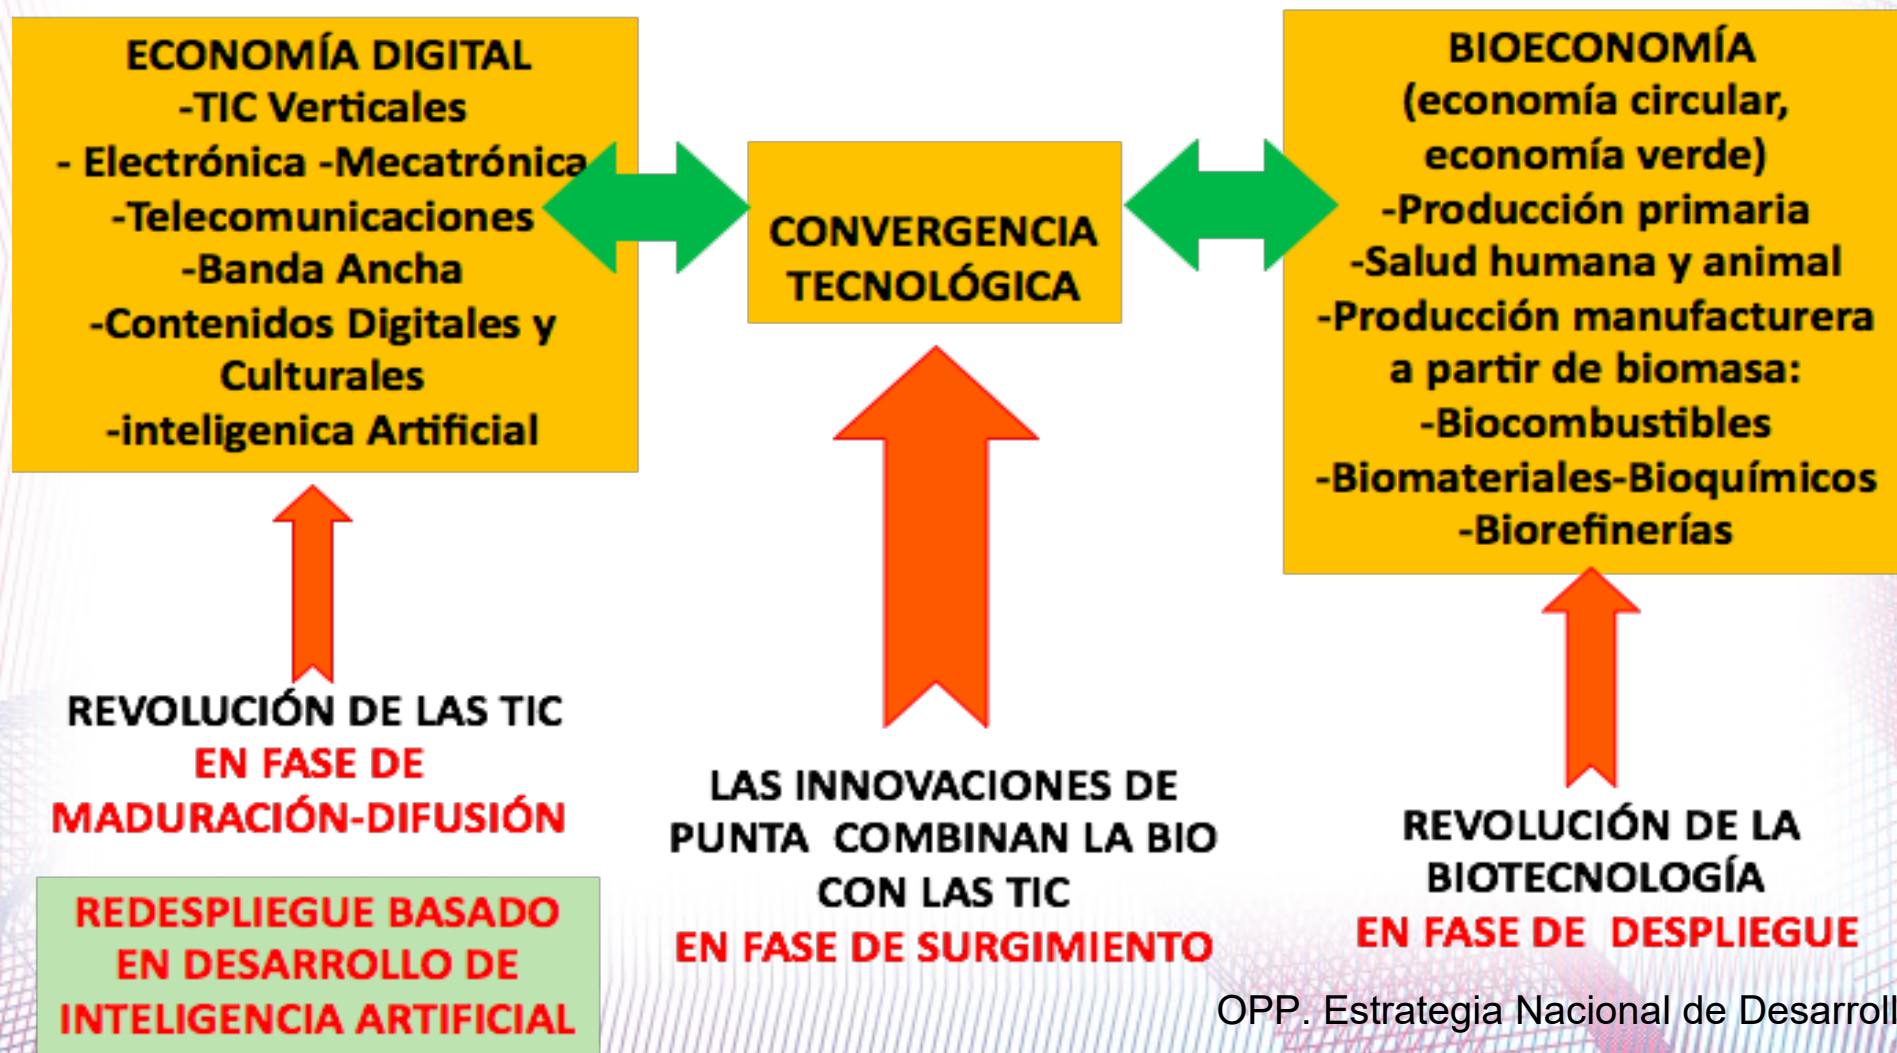 ECONOMÍA DIGITAL
-TIC Verticales
- Electrónica -Mecatrónica
-Telecomunicaciones
-Banda Ancha
-Contenidos Digitales y
Culturales
-inteligenica Artificial
CONVERGENCIA
TECNOLÓGICA
BIOECONOMÍA
(economía circular,
economía verde)
-Producción primaria
-Salud humana y animal
-Producción manufacturera
a partir de biomasa:
-Biocombustibles
-Biomateriales-Bioquímicos
-Biorefinerías
REVOLUCIÓN DE LAS TIC
EN FASE DE
MADURACIÓN-DIFUSIÓN
REDESPLIEGUE BASADO
EN DESARROLLO DE
INTELIGENCIA ARTIFICIAL
LAS INNOVACIONES DE
PUNTA  COMBINAN LA BIO
CON LAS TIC
EN FASE DE SURGIMIENTO
REVOLUCIÓN DE LA
BIOTECNOLOGÍA
EN FASE DE  DESPLIEGUE
OPP. Estrategia Nacional de Desarroll